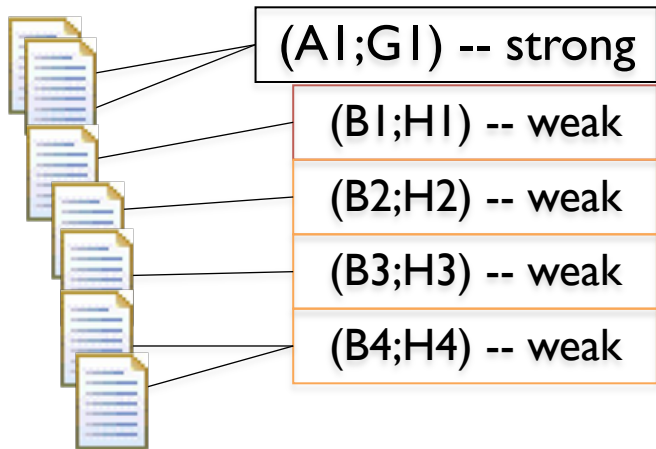 (A1;G1) -- strong
(B1;H1) -- weak
(B2;H2) -- weak
(B3;H3) -- weak
(B4;H4) -- weak